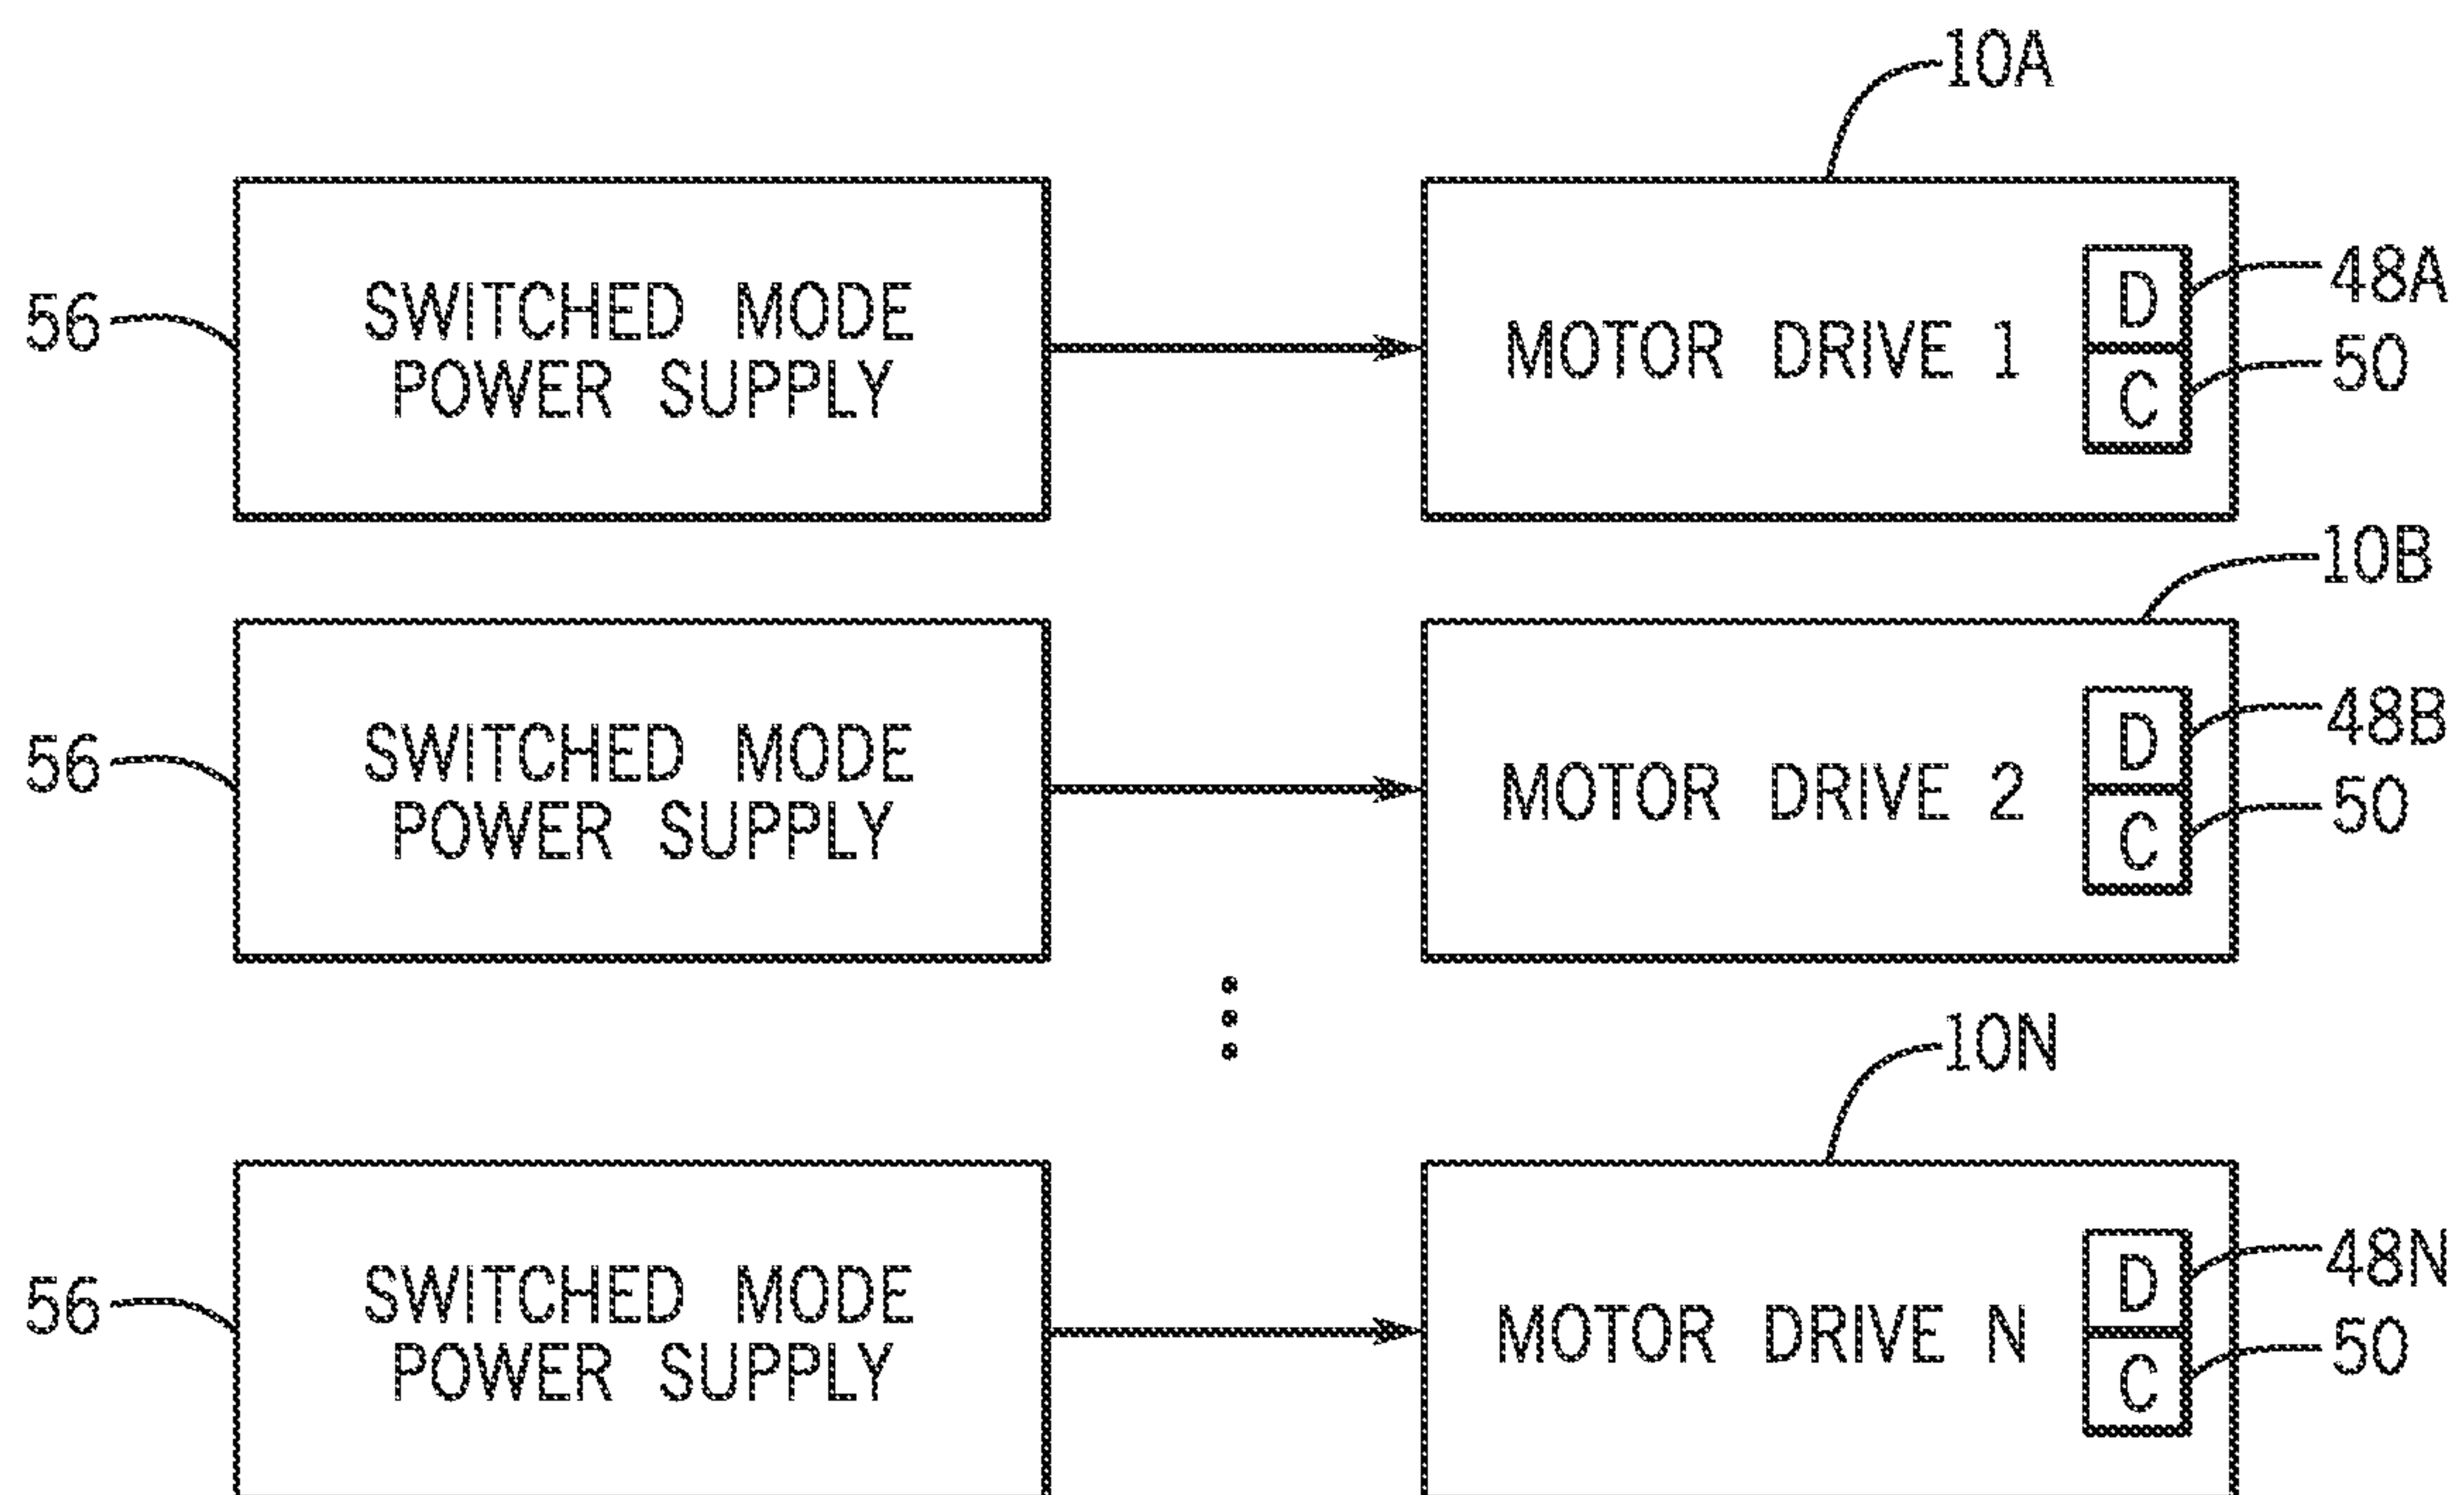 10A
56
SWITCHED MODE
POWER SUPPLY
MOTOR DRIVE 1
D
C
48A
50
10B
56
SWITCHED MODE
POWER SUPPLY
MOTOR DRIVE 2
D
C
48B
50
10N
56
SWITCHED MODE
POWER SUPPLY
MOTOR DRIVE N
D
C
48N
50